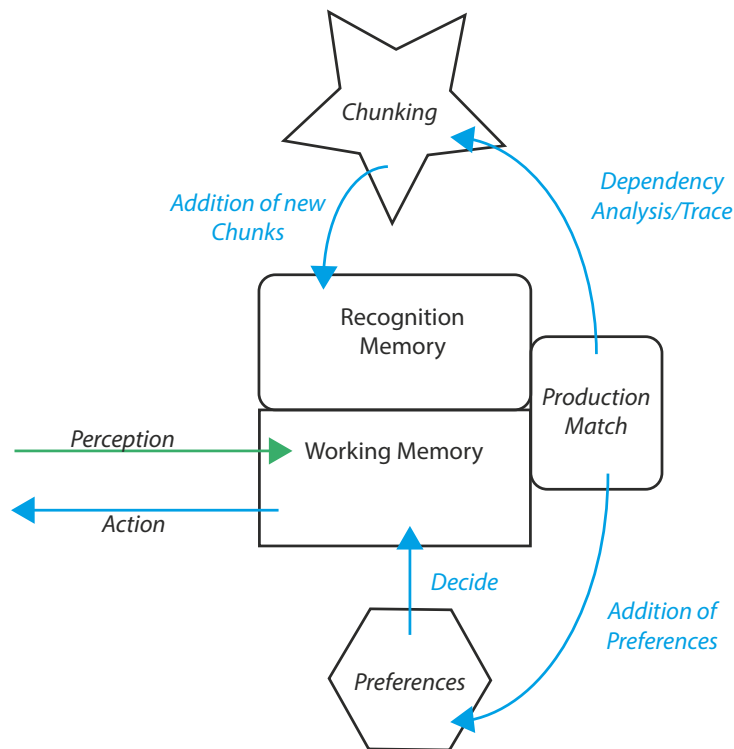 Chunking
Addition of new
Chunks
Dependency
Analysis/Trace
Recognition
Memory
Production
Match
Perception
Working Memory
Action
Decide
Addition of
Preferences
Preferences